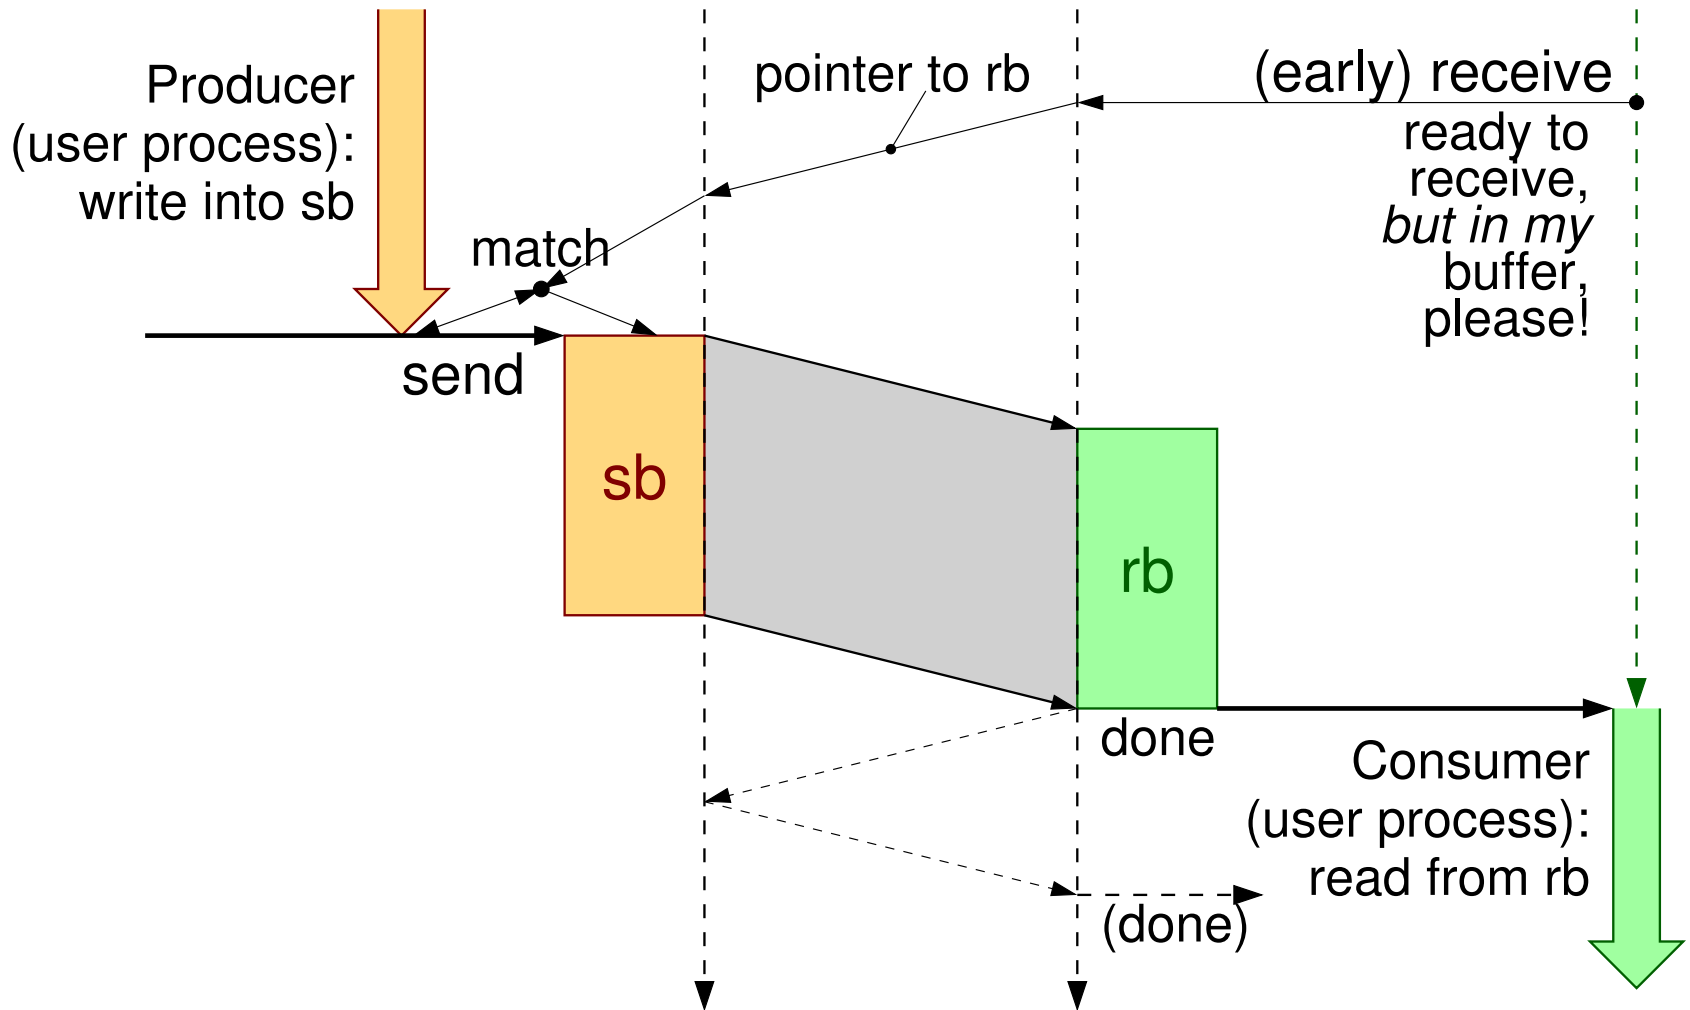 Producer
(user process):
write into sb
pointer to rb
(early) receive
ready to
receive,
but in my
buffer,
please!
match
send
sb
rb
done
Consumer
(user process):
read from rb
(done)